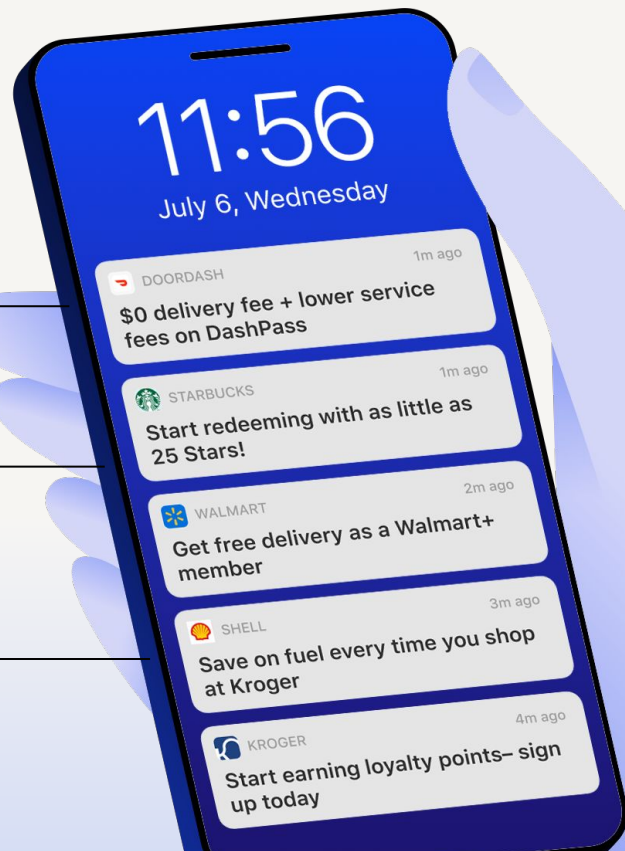 11:56
July 6, Wednesday
DOORDASH
1m ago
$0 delivery fee + lower service
fees on DashPass
STARBUCKS
1m ago
Start redeeming with as little as
25 Stars!
WALMART
2m ago
Get free delivery as a Walmart+
member
SHELL
3m ago
Save on fuel every time you shop
at Kroger
KROGER
4m ago
Start earning loyalty points– sign
up today